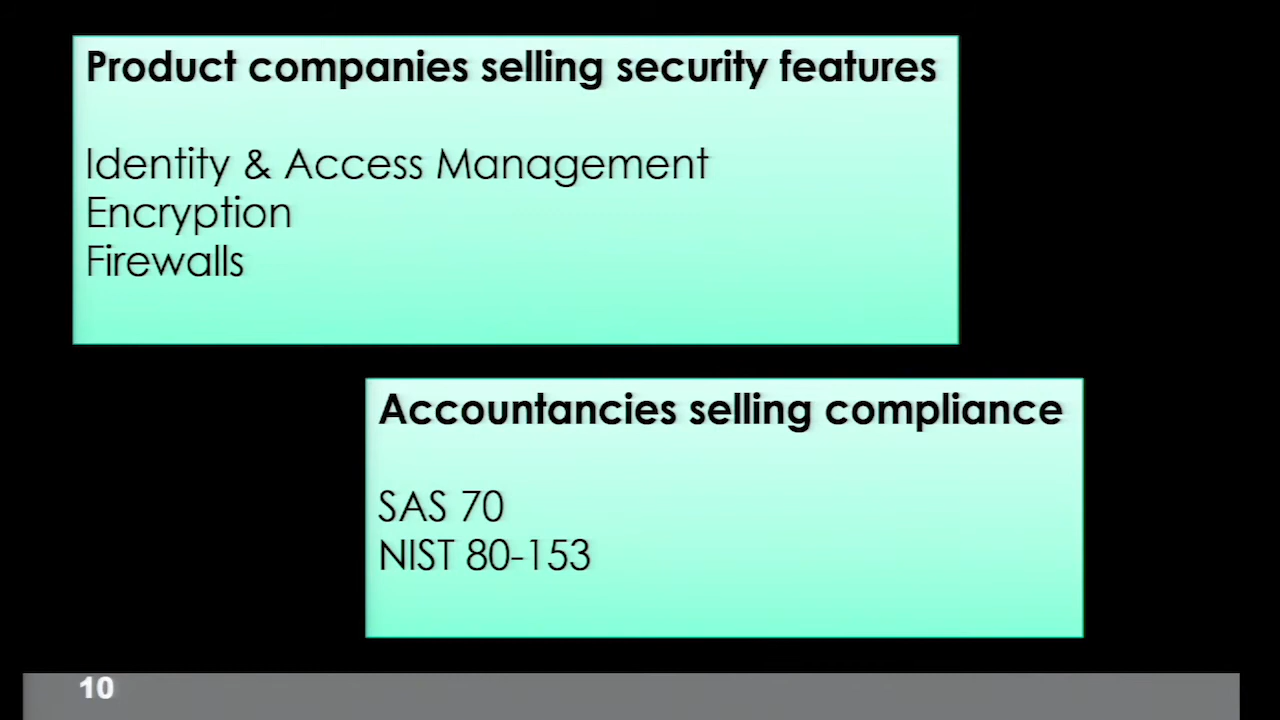 Product companies selling security features
Identity & Access Management
Encryption
Firewalls
Accountancies selling compliance
SAS 70
NIST 80-153
10